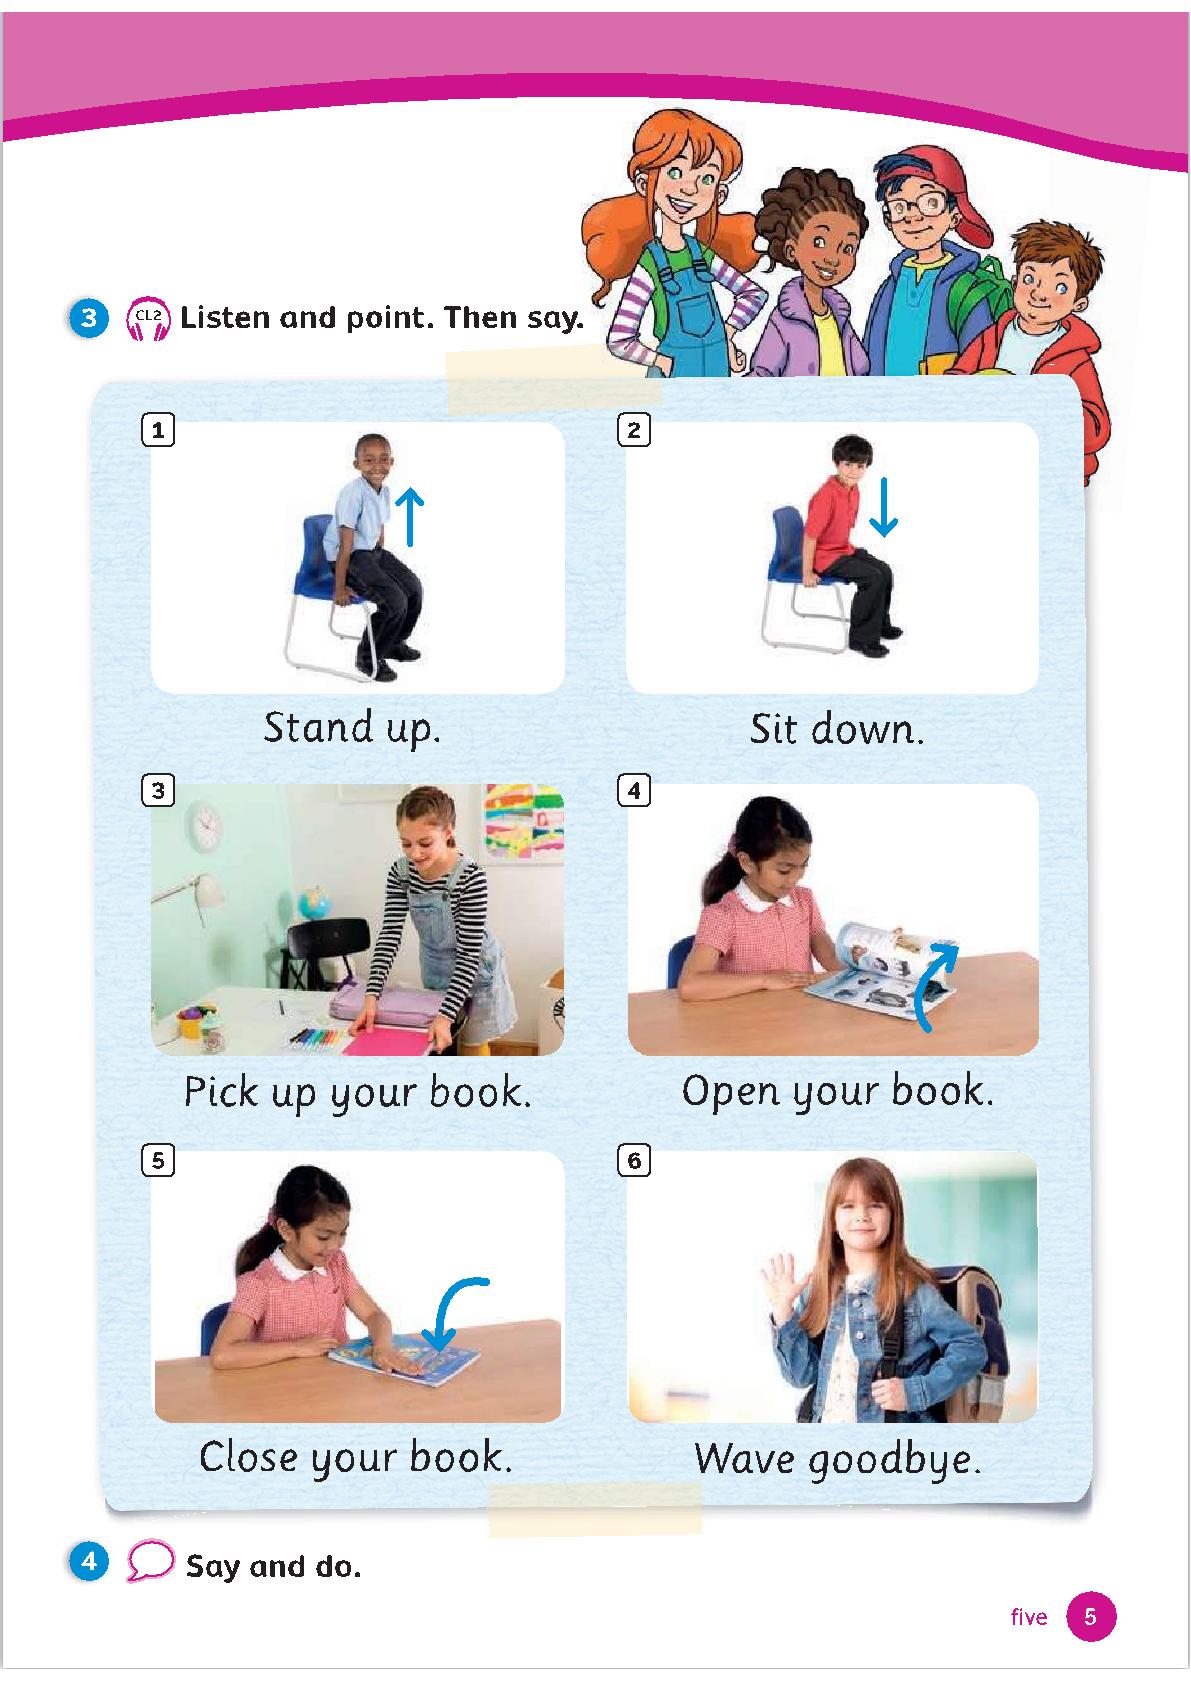 3 CL2 Listen and point. Then say.
1
2
Stand up.
Sit down.
3
4
Pick up your book.
Open your book.
5
6
Close your book.
Wave goodbye.
4 Say and do.
five 5